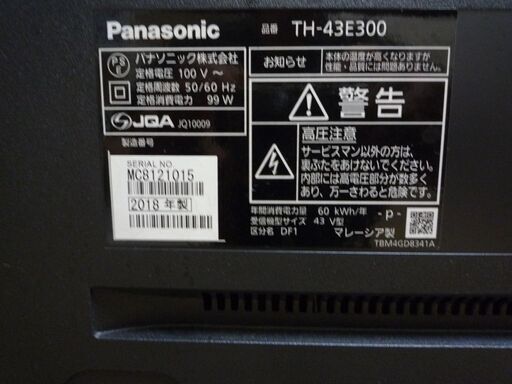 Panasonic
品番 TH-43E300
PS E
パナソニック株式会社
定格電圧 100 V ～
定格周波数 50/60 Hz
定格消費電力 99 W
JQA JQ10009
製造番号
SERIAL NO
MC8121015
2018 年製
お知らせ
本体の温度が高くなりますが
性能・品質には問題ありません。
警告
高圧注意
サービスマン以外の方は、
裏ぶたをあけないでください。
内部には高電圧部分が数多く
あり、万一さわると危険です。
年間消費電力量 60 kWh/年
受信機型サイズ 43 V型
区分名 DF1
- p -
マレーシア製
TBM4GD8341A